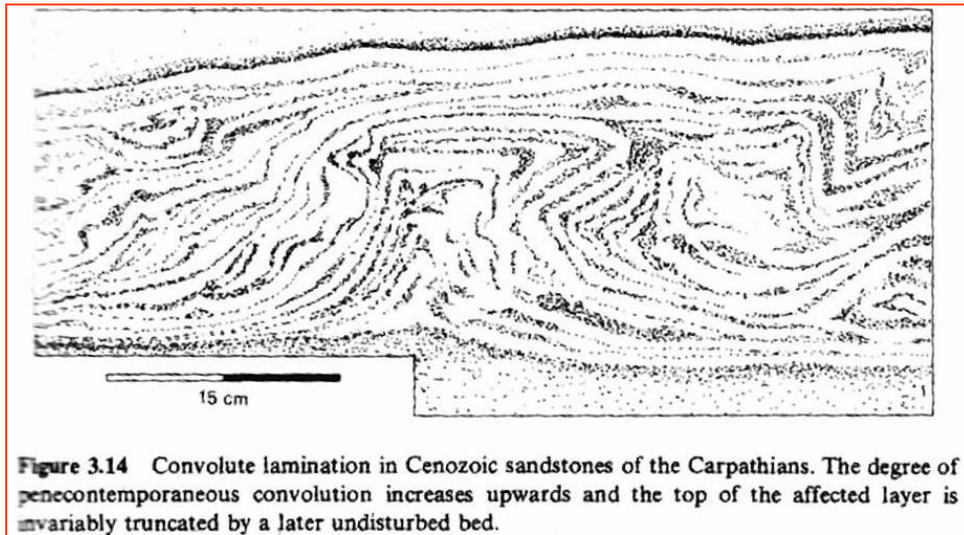 15 cm
Figure 3.14 Convolute lamination in Cenozoic sandstones of the Carpathians. The degree of
penecontemporaneous convolution increases upwards and the top of the affected layer is
invariably truncated by a later undisturbed bed.